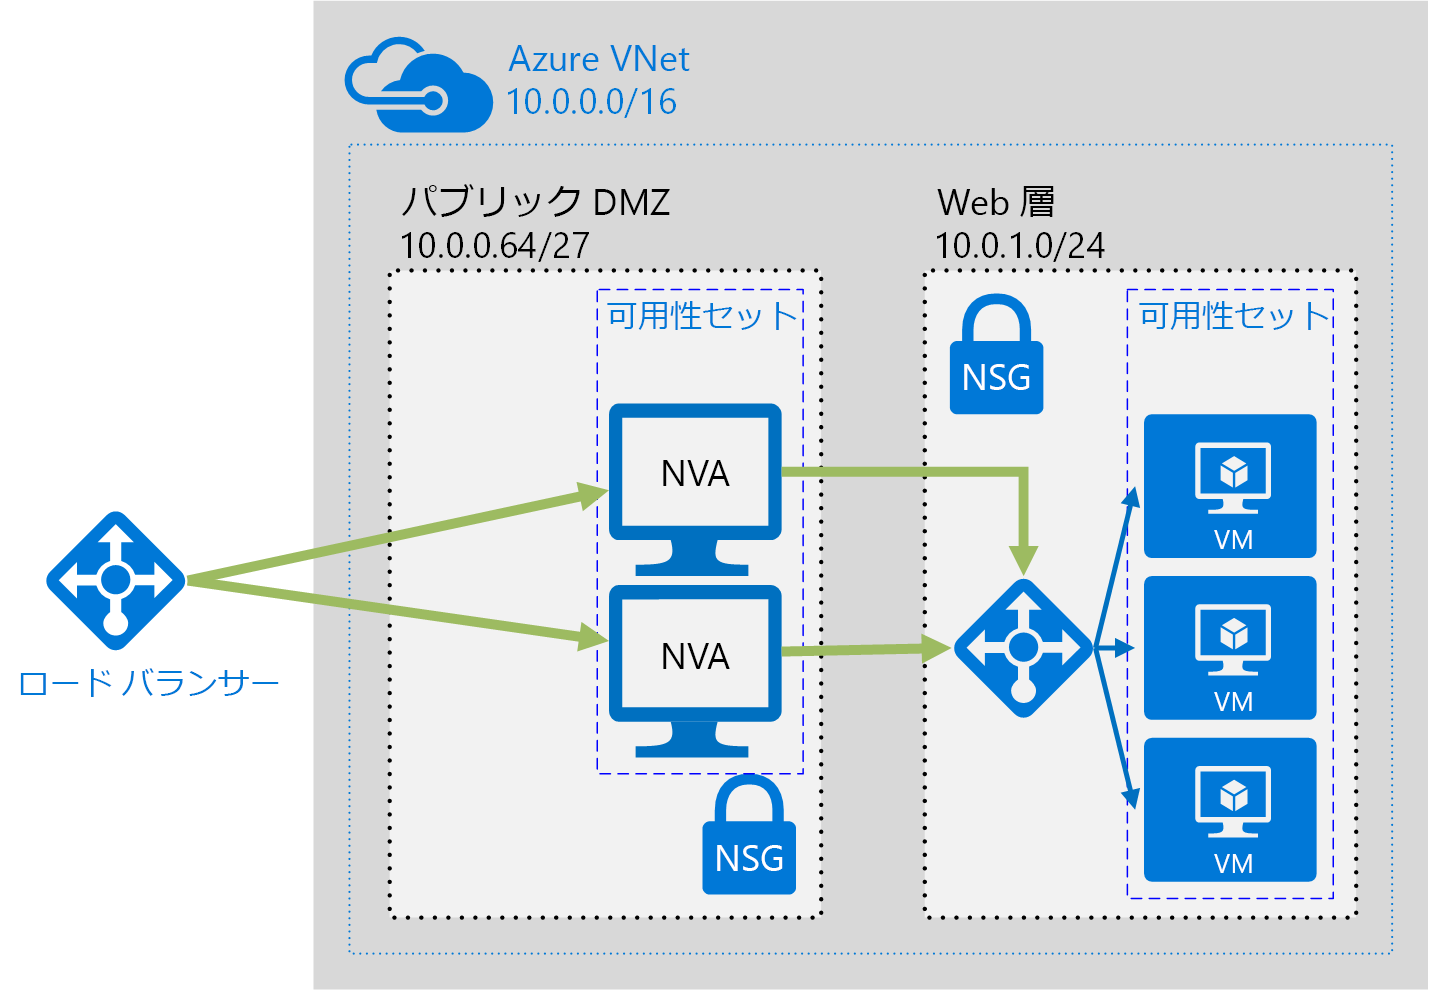 Azure VNet
10.0.0.0/16
パブリック DMZ
10.0.0.64/27
Web 層
10.0.1.0/24
可用性セット
可用性セット
NSG
NVA
VM
NVA
VM
ロード バランサー
NSG
VM